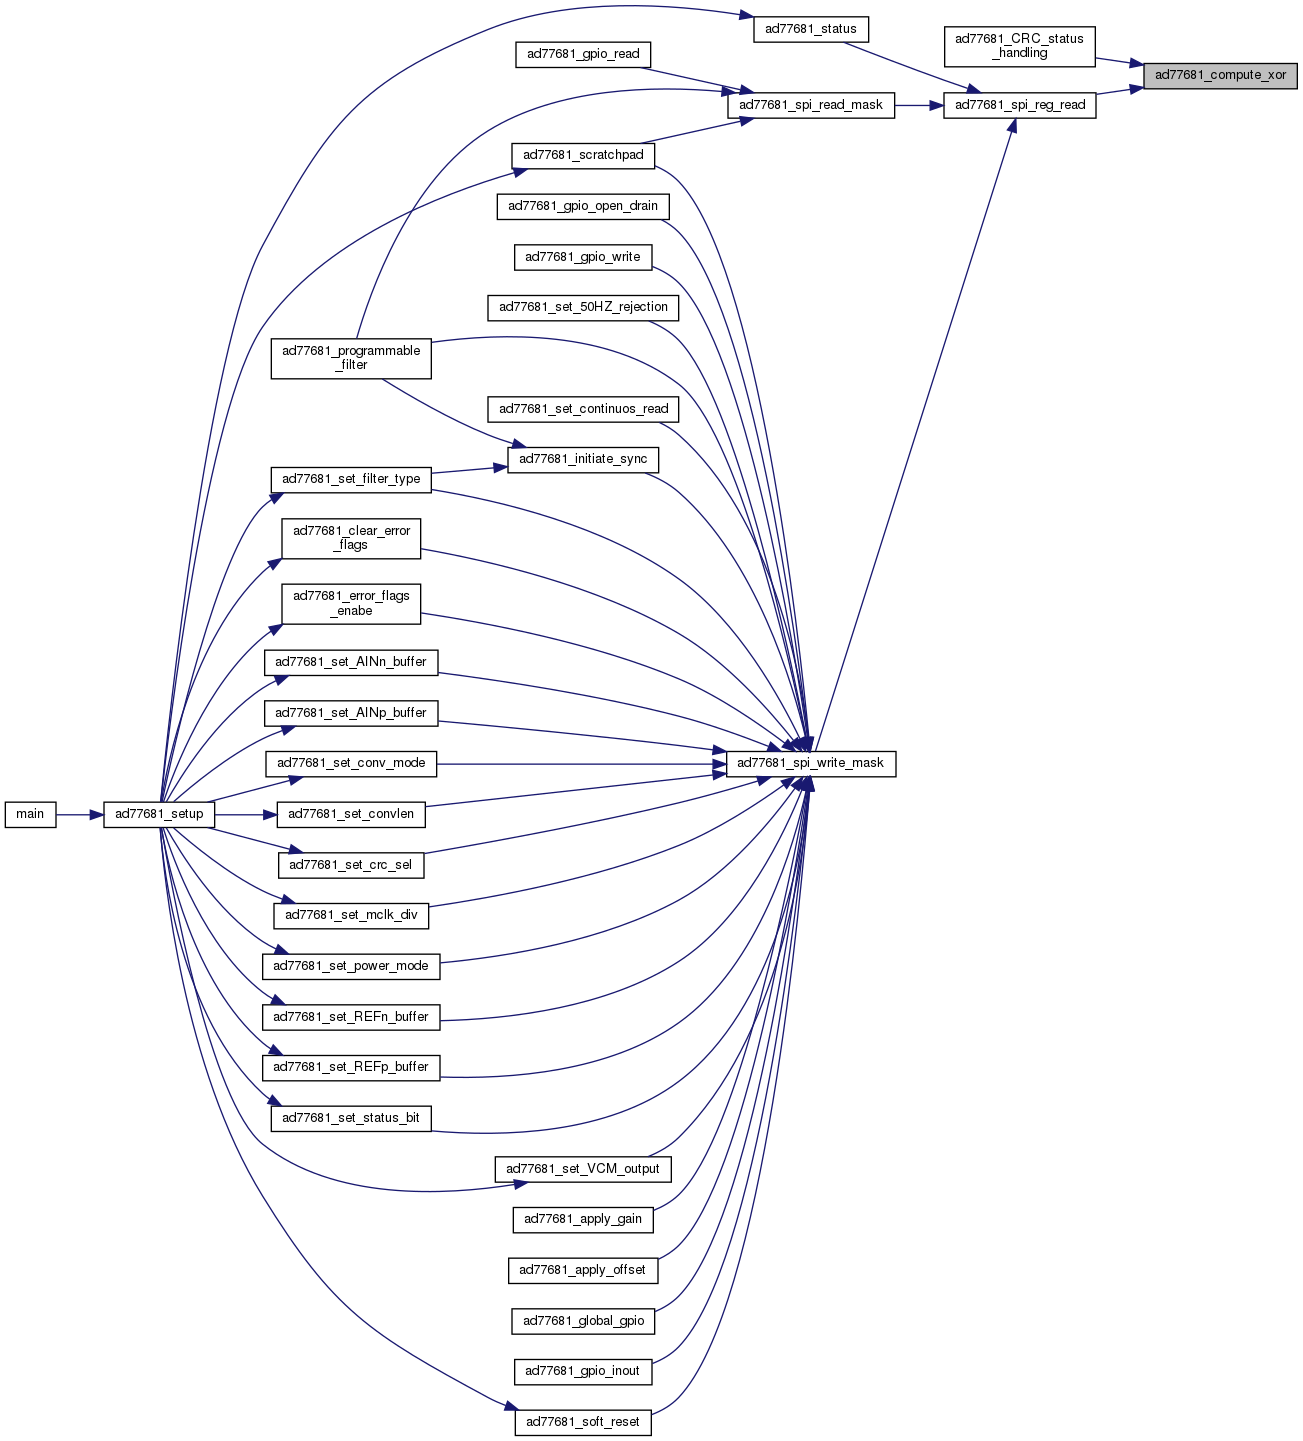 ad77681_status
ad77681_CRC_status
_handling
ad77681_gpio_read
ad77681_compute_xor
ad77681_spi_read_mask
ad77681_spi_reg_read
ad77681_scratchpad
ad77681_gpio_open_drain
ad77681_gpio_write
ad77681_set_50HZ_rejection
ad77681_programmable
_filter
ad77681_set_continuos_read
ad77681_initiate_sync
ad77681_set_filter_type
ad77681_clear_error
_flags
ad77681_error_flags
_enabe
ad77681_set_AINn_buffer
ad77681_set_AINp_buffer
ad77681_set_conv_mode
ad77681_spi_write_mask
main
ad77681_setup
ad77681_set_convlen
ad77681_set_crc_sel
ad77681_set_mclk_div
ad77681_set_power_mode
ad77681_set_REFn_buffer
ad77681_set_REFp_buffer
ad77681_set_status_bit
ad77681_set_VCM_output
ad77681_apply_gain
ad77681_apply_offset
ad77681_global_gpio
ad77681_gpio_inout
ad77681_soft_reset